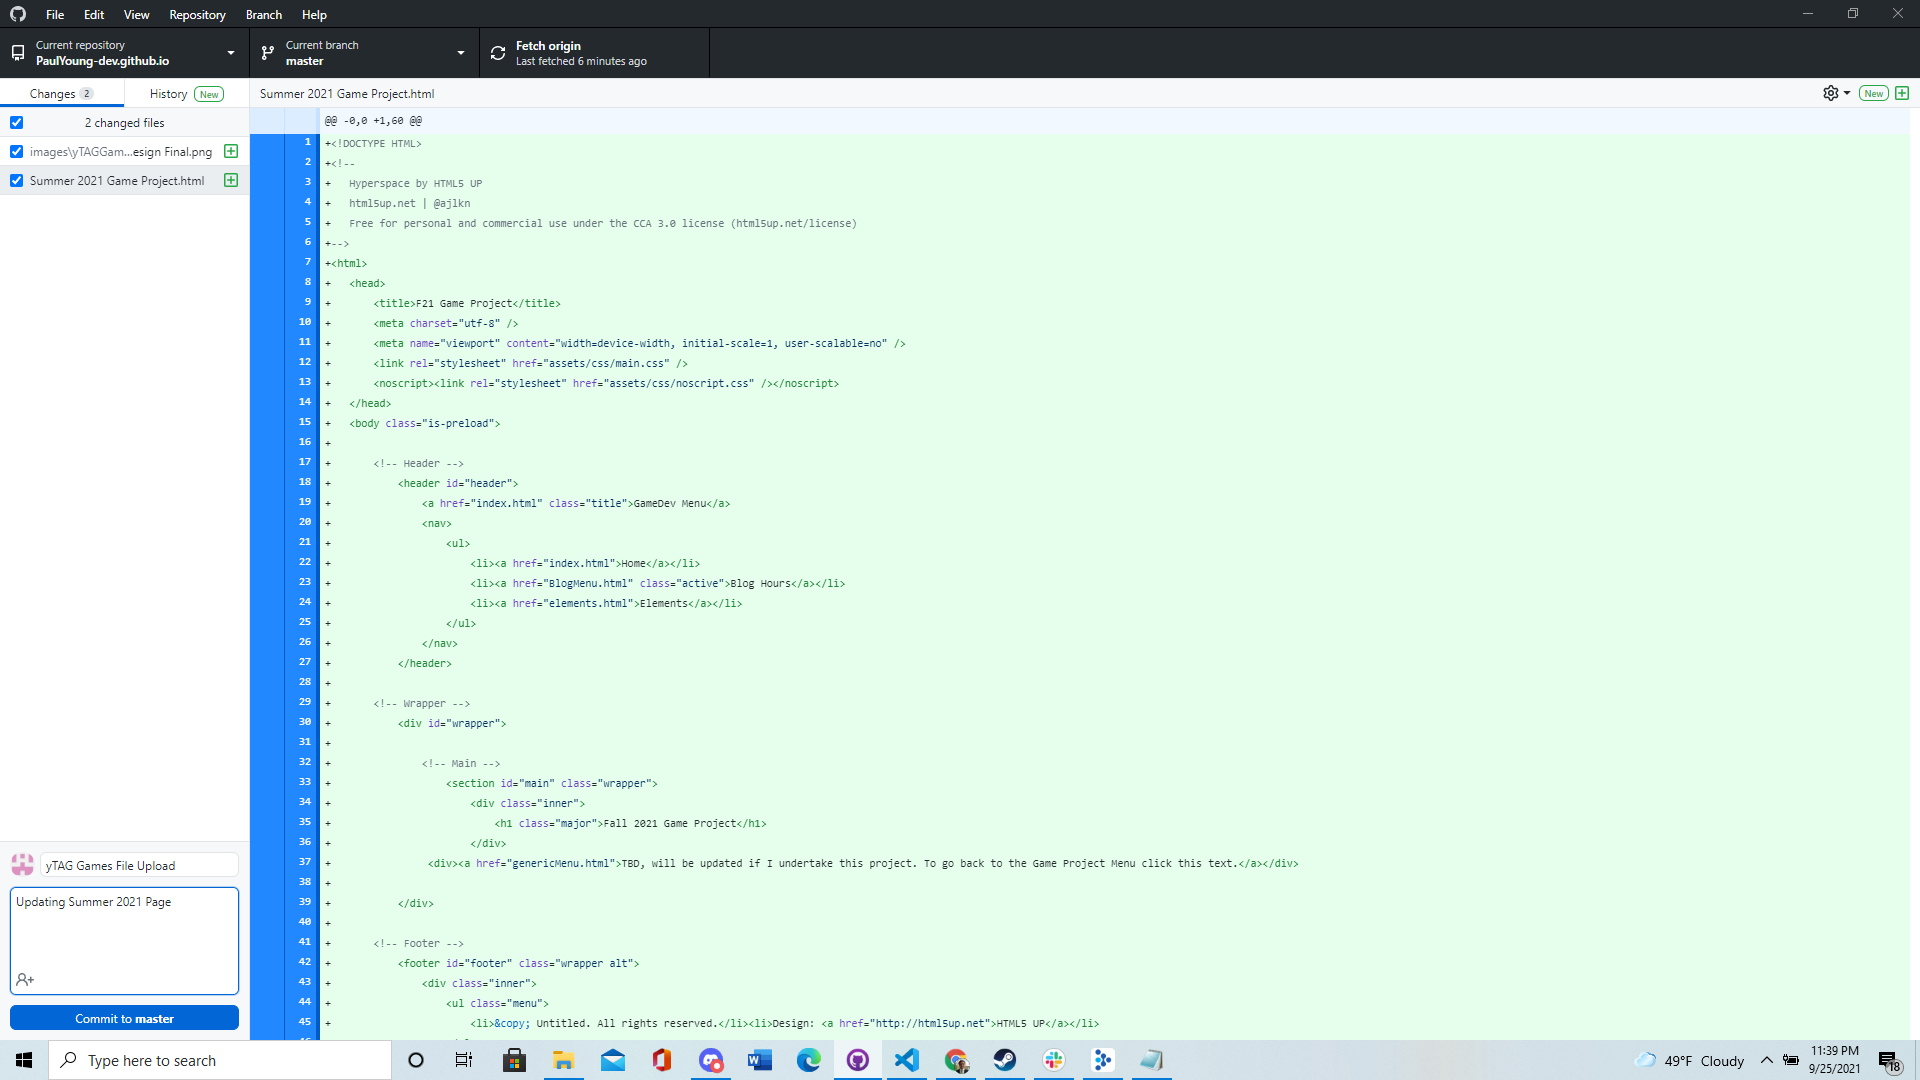 File Edit View Repository Branch Help
Current repository
PaulYoung-dev.github.io
Current branch
master
Fetch origin
Last fetched 6 minutes ago
Changes 2
History New
Summer 2021 Game Project.html
New
2 changed files
images\yTAGGam...esign Final.png
Summer 2021 Game Project.html
@@ -0,0 +1,60 @@
1 +<!DOCTYPE HTML>
2 +<!--
3 + Hyperspace by HTML5 UP
4 + html5up.net | @ajlkn
5 + Free for personal and commercial use under the CCA 3.0 license (html5up.net/license)
6 +-->
7 +<html>
8 + <head>
9 + <title>F21 Game Project</title>
10 + <meta charset="utf-8" />
11 + <meta name="viewport" content="width=device-width, initial-scale=1, user-scalable=no" />
12 + <link rel="stylesheet" href="assets/css/main.css" />
13 + <noscript><link rel="stylesheet" href="assets/css/noscript.css" /></noscript>
14 + </head>
15 + <body class="is-preload">
16 +
17 + <!-- Header -->
18 + <header id="header">
19 + <a href="index.html" class="title">GameDev Menu</a>
20 + <nav>
21 + <ul>
22 + <li><a href="index.html">Home</a></li>
23 + <li><a href="BlogMenu.html" class="active">Blog Hours</a></li>
24 + <li><a href="elements.html">Elements</a></li>
25 + </ul>
26 + </nav>
27 + </header>
28 +
29 + <!-- Wrapper -->
30 + <div id="wrapper">
31 +
32 + <!-- Main -->
33 + <section id="main" class="wrapper">
34 + <div class="inner">
35 + <h1 class="major">Fall 2021 Game Project</h1>
36 + </div>
37 + <div><a href="genericMenu.html">TBD, will be updated if I undertake this project. To go back to the Game Project Menu click this text.</a></div>
38 +
39 + </div>
40 +
41 + <!-- Footer -->
42 + <footer id="footer" class="wrapper alt">
43 + <div class="inner">
44 + <ul class="menu">
45 + <li>&copy; Untitled. All rights reserved.</li><li>Design: <a href="http://html5up.net">HTML5 UP</a></li>
yTAG Games File Upload
Updating Summer 2021 Page
Commit to master
Type here to search
49°F Cloudy
11:39 PM
9/25/2021
18